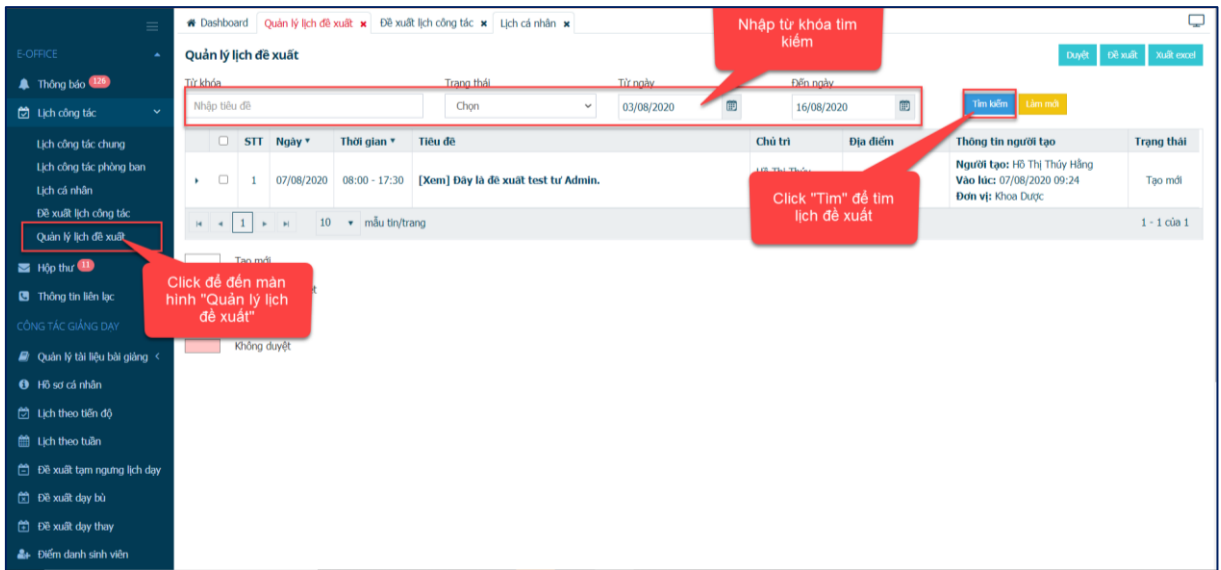 Dashboard Quản lý lịch đề xuất Đề xuất lịch công tác Lịch cá nhân
E-OFFICE
Thông báo 126
Lịch công tác
Lịch công tác chung
Lịch công tác phòng ban
Lịch cá nhân
Đề xuất lịch công tác
Quản lý lịch đề xuất
Hộp thư 11
Thông tin liên lạc
CÔNG TÁC GIẢNG DẠY
Quản lý tài liệu bài giảng
Hồ sơ cá nhân
Lịch theo tiến độ
Lịch theo tuần
Đề xuất tạm ngưng lịch dạy
Đề xuất dạy bù
Đề xuất dạy thay
Điểm danh sinh viên
Quản lý lịch đề xuất
Duyệt Đề xuất Xuất excel
Từ khóa Trạng thái Từ ngày Đến ngày
Nhập tiêu đề Chọn 03/08/2020 16/08/2020 Tìm kiếm Làm mới
STT Ngày Thời gian Tiêu đề Chủ trì Địa điểm Thông tin người tạo Trạng thái
1 07/08/2020 08:00 - 17:30 [Xem] Đây là đề xuất test từ Admin. Hồ Thị Thúy
Người tạo: Hồ Thị Thúy Hằng
Vào lúc: 07/08/2020 09:24
Đơn vị: Khoa Dược
Tạo mới
1 10 mẫu tin/trang 1 - 1 của 1
Tạo mới
Không duyệt
Nhập từ khóa tìm
kiếm
Click "Tìm" để tìm
lịch đề xuất
Click để đến màn
hình "Quản lý lịch
đề xuất"